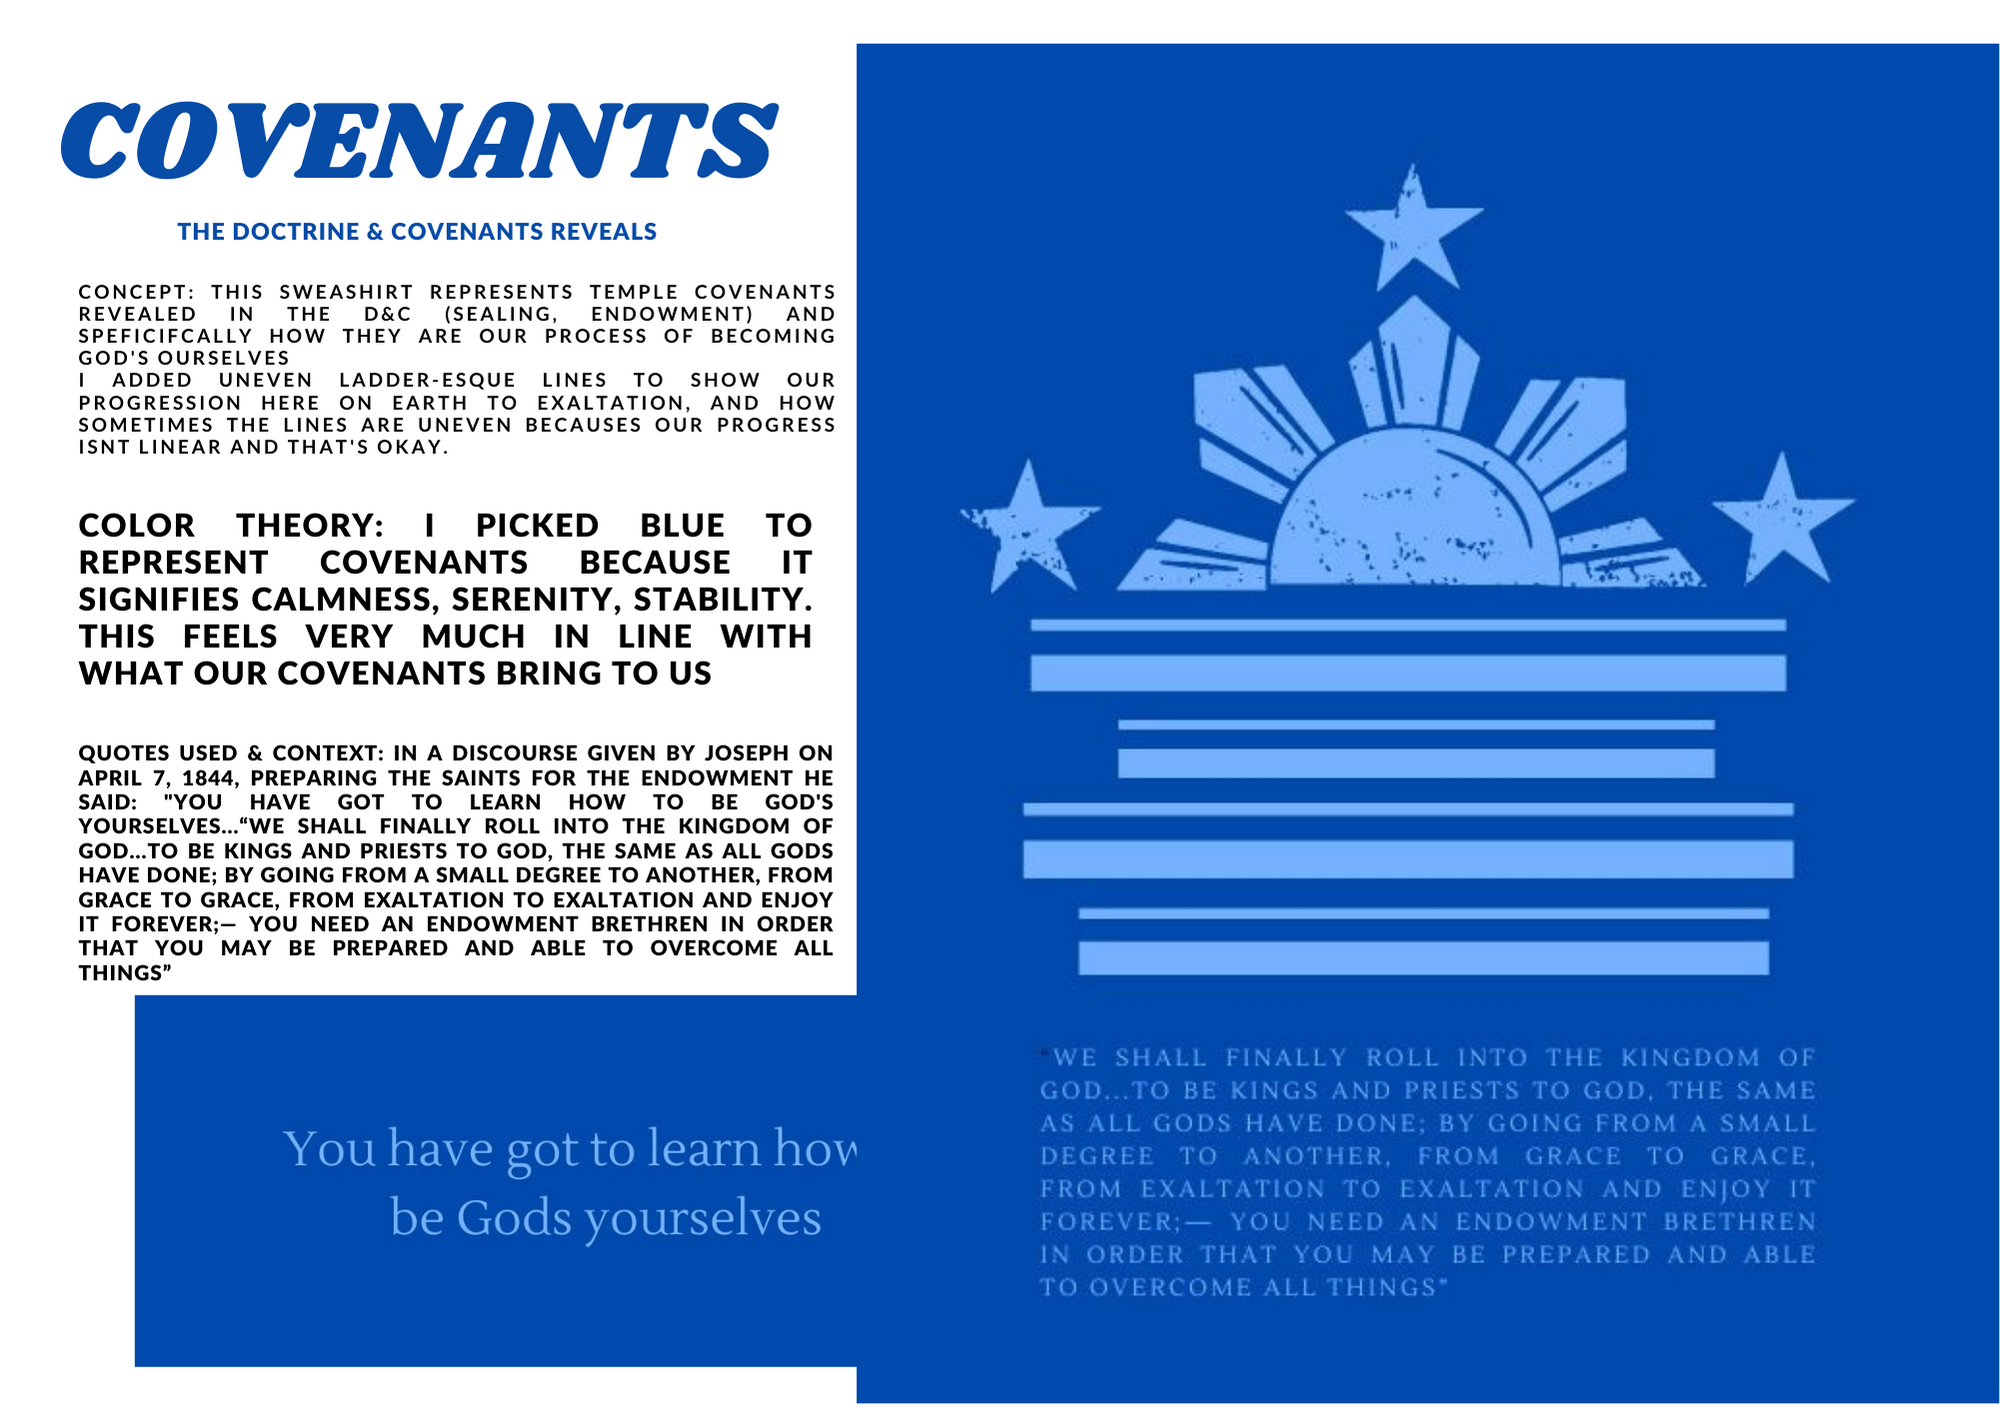 COVENANTS
THE DOCTRINE & COVENANTS REVEALS
CONCEPT: THIS SWEASHIRT REPRESENTS TEMPLE COVENANTS
REVEALED IN THE D&C (SEALING, ENDOWMENT) AND
SPEFICIFCALLY HOW THEY ARE OUR PROCESS OF BECOMING
GOD'S OURSELVES
I ADDED UNEVEN LADDER-ESQUE LINES TO SHOW OUR
PROGRESSION HERE ON EARTH TO EXALTATION, AND HOW
SOMETIMES THE LINES ARE UNEVEN BECAUSES OUR PROGRESS
ISNT LINEAR AND THAT'S OKAY.
COLOR THEORY: I PICKED BLUE TO
REPRESENT COVENANTS BECAUSE IT
SIGNIFIES CALMNESS, SERENITY, STABILITY.
THIS FEELS VERY MUCH IN LINE WITH
WHAT OUR COVENANTS BRING TO US
QUOTES USED & CONTEXT: IN A DISCOURSE GIVEN BY JOSEPH ON
APRIL 7, 1844, PREPARING THE SAINTS FOR THE ENDOWMENT HE
SAID: "YOU HAVE GOT TO LEARN HOW TO BE GOD'S
YOURSELVES...“WE SHALL FINALLY ROLL INTO THE KINGDOM OF
GOD...TO BE KINGS AND PRIESTS TO GOD, THE SAME AS ALL GODS
HAVE DONE; BY GOING FROM A SMALL DEGREE TO ANOTHER, FROM
GRACE TO GRACE, FROM EXALTATION TO EXALTATION AND ENJOY
IT FOREVER;— YOU NEED AN ENDOWMENT BRETHREN IN ORDER
THAT YOU MAY BE PREPARED AND ABLE TO OVERCOME ALL
THINGS”
You have got to learn how
be Gods yourselves
“WE SHALL FINALLY ROLL INTO THE KINGDOM OF
GOD...TO BE KINGS AND PRIESTS TO GOD, THE SAME
AS ALL GODS HAVE DONE; BY GOING FROM A SMALL
DEGREE TO ANOTHER, FROM GRACE TO GRACE,
FROM EXALTATION TO EXALTATION AND ENJOY IT
FOREVER;— YOU NEED AN ENDOWMENT BRETHREN
IN ORDER THAT YOU MAY BE PREPARED AND ABLE
TO OVERCOME ALL THINGS”